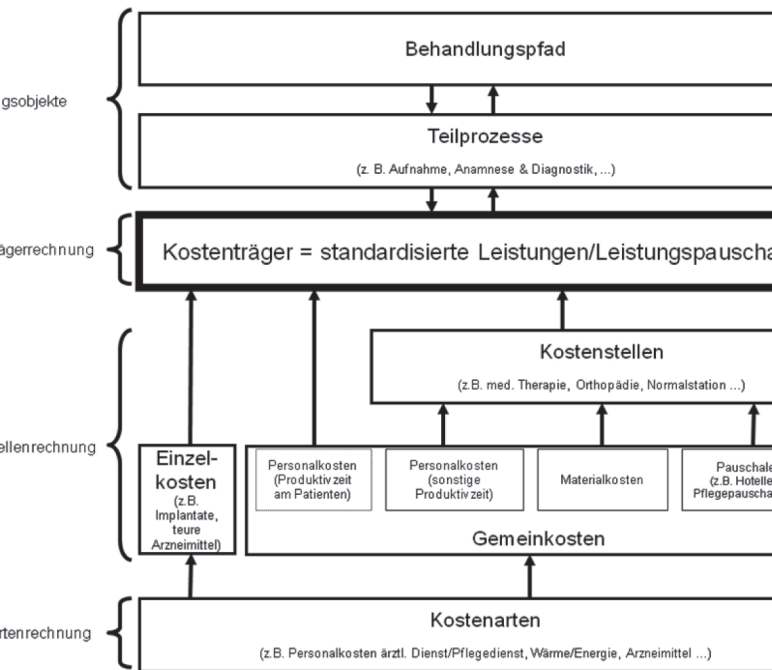 Behandlungspfad
gsobjekte
Teilprozesse
(z. B. Aufnahme, Anamnese & Diagnostik, ...)
ägerrechnung
Kostenträger = standardisierte Leistungen/Leistungspauscha
Kostenstellen
(z.B. med. Therapie, Orthopädie, Normalstation ...)
ellenrechnung
Einzel-
kosten
(z.B.
Implantate,
teure
Arzneimittel)
Personalkosten
(Produktivzeit
am Patienten)
Personalkosten
(sonstige
Produktivzeit)
Materialkosten
Pauschale
(z.B. Hotelle
Pflegepauscha
Gemeinkosten
Kostenarten
rtenrechnung
(z.B. Personalkosten ärztl. Dienst/Pflegedienst, Wärme/Energie, Arzneimittel ...)